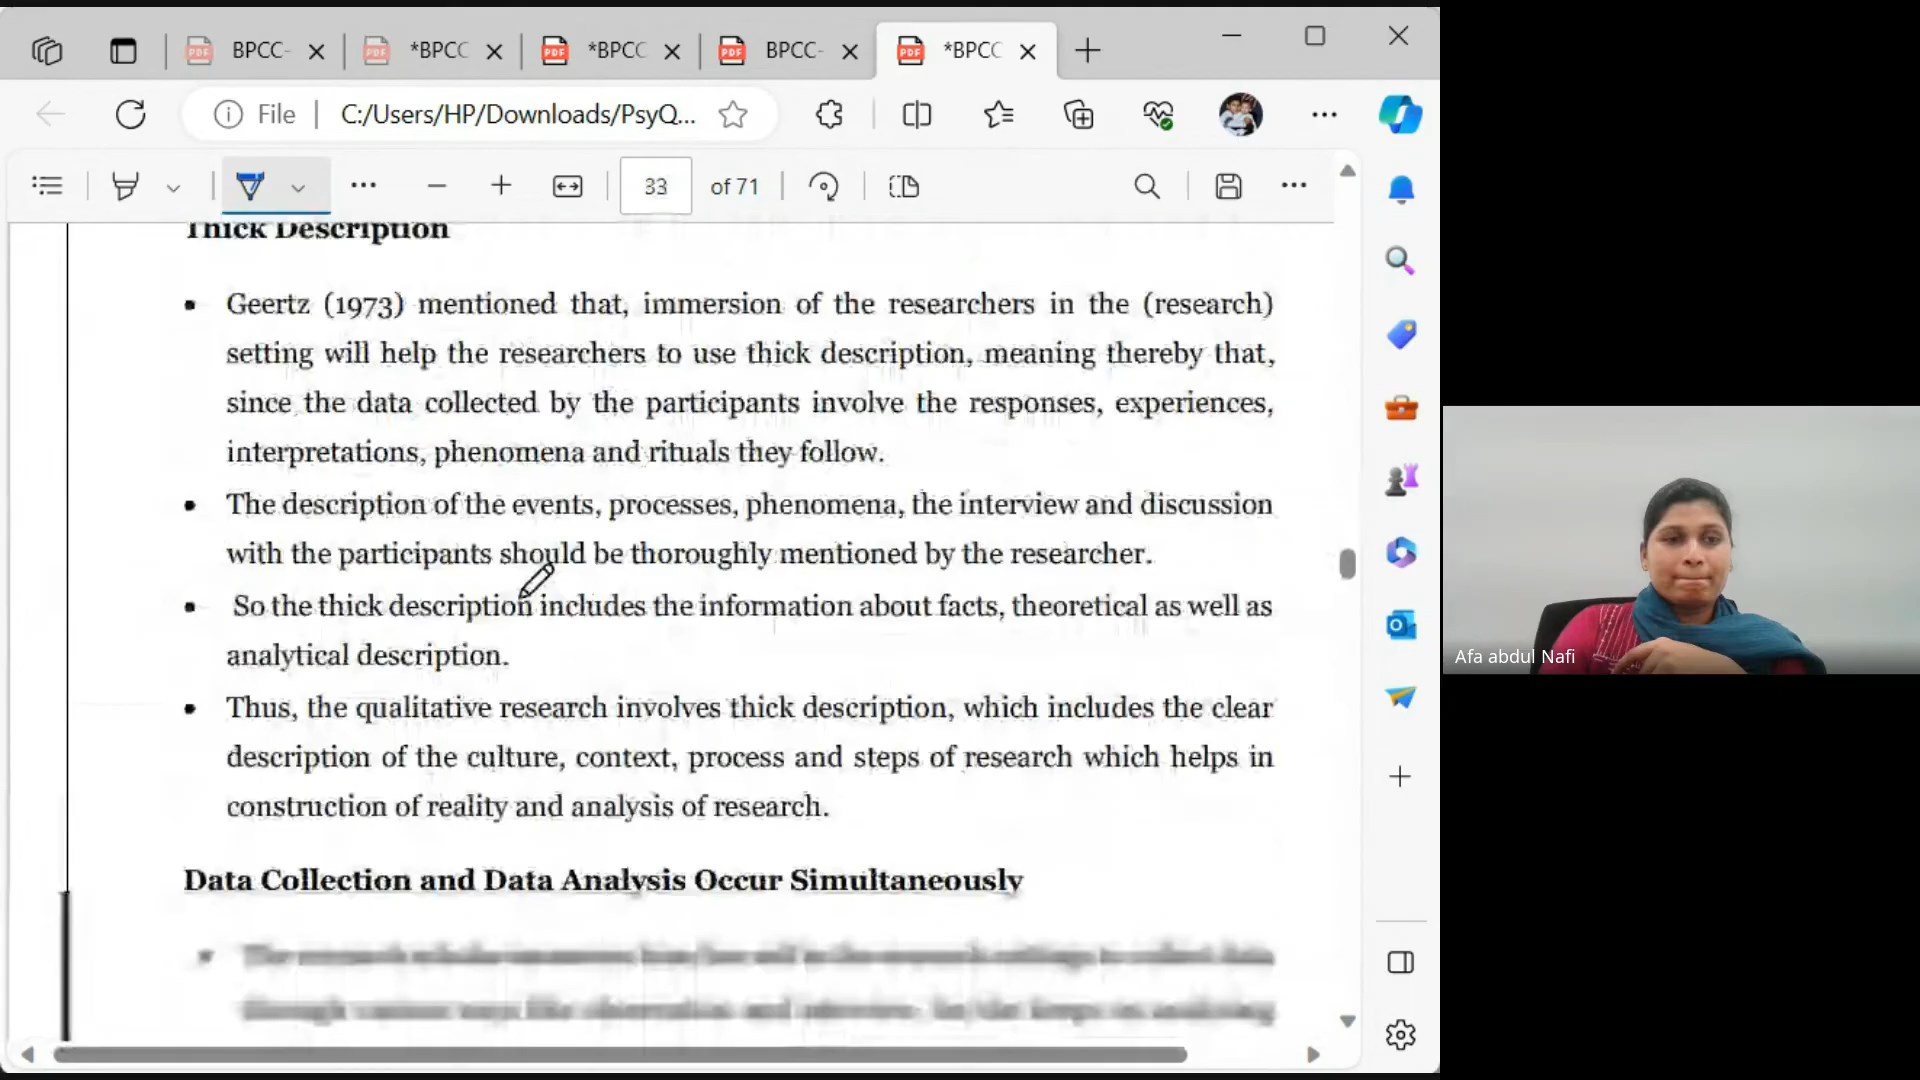 BPCC-
*BPCC
*BPCC
BPCC-
*BPCC
File
C:/Users/HP/Downloads/PsyQ...
33 of 71
Thick Description
Geertz (1973) mentioned that, immersion of the researchers in the (research)
setting will help the researchers to use thick description, meaning thereby that,
since the data collected by the participants involve the responses, experiences,
interpretations, phenomena and rituals they follow.
The description of the events, processes, phenomena, the interview and discussion
with the participants should be thoroughly mentioned by the researcher.
So the thick description includes the information about facts, theoretical as well as
analytical description.
Thus, the qualitative research involves thick description, which includes the clear
description of the culture, context, process and steps of research which helps in
construction of reality and analysis of research.
Data Collection and Data Analysis Occur Simultaneously
Afa abdul Nafi